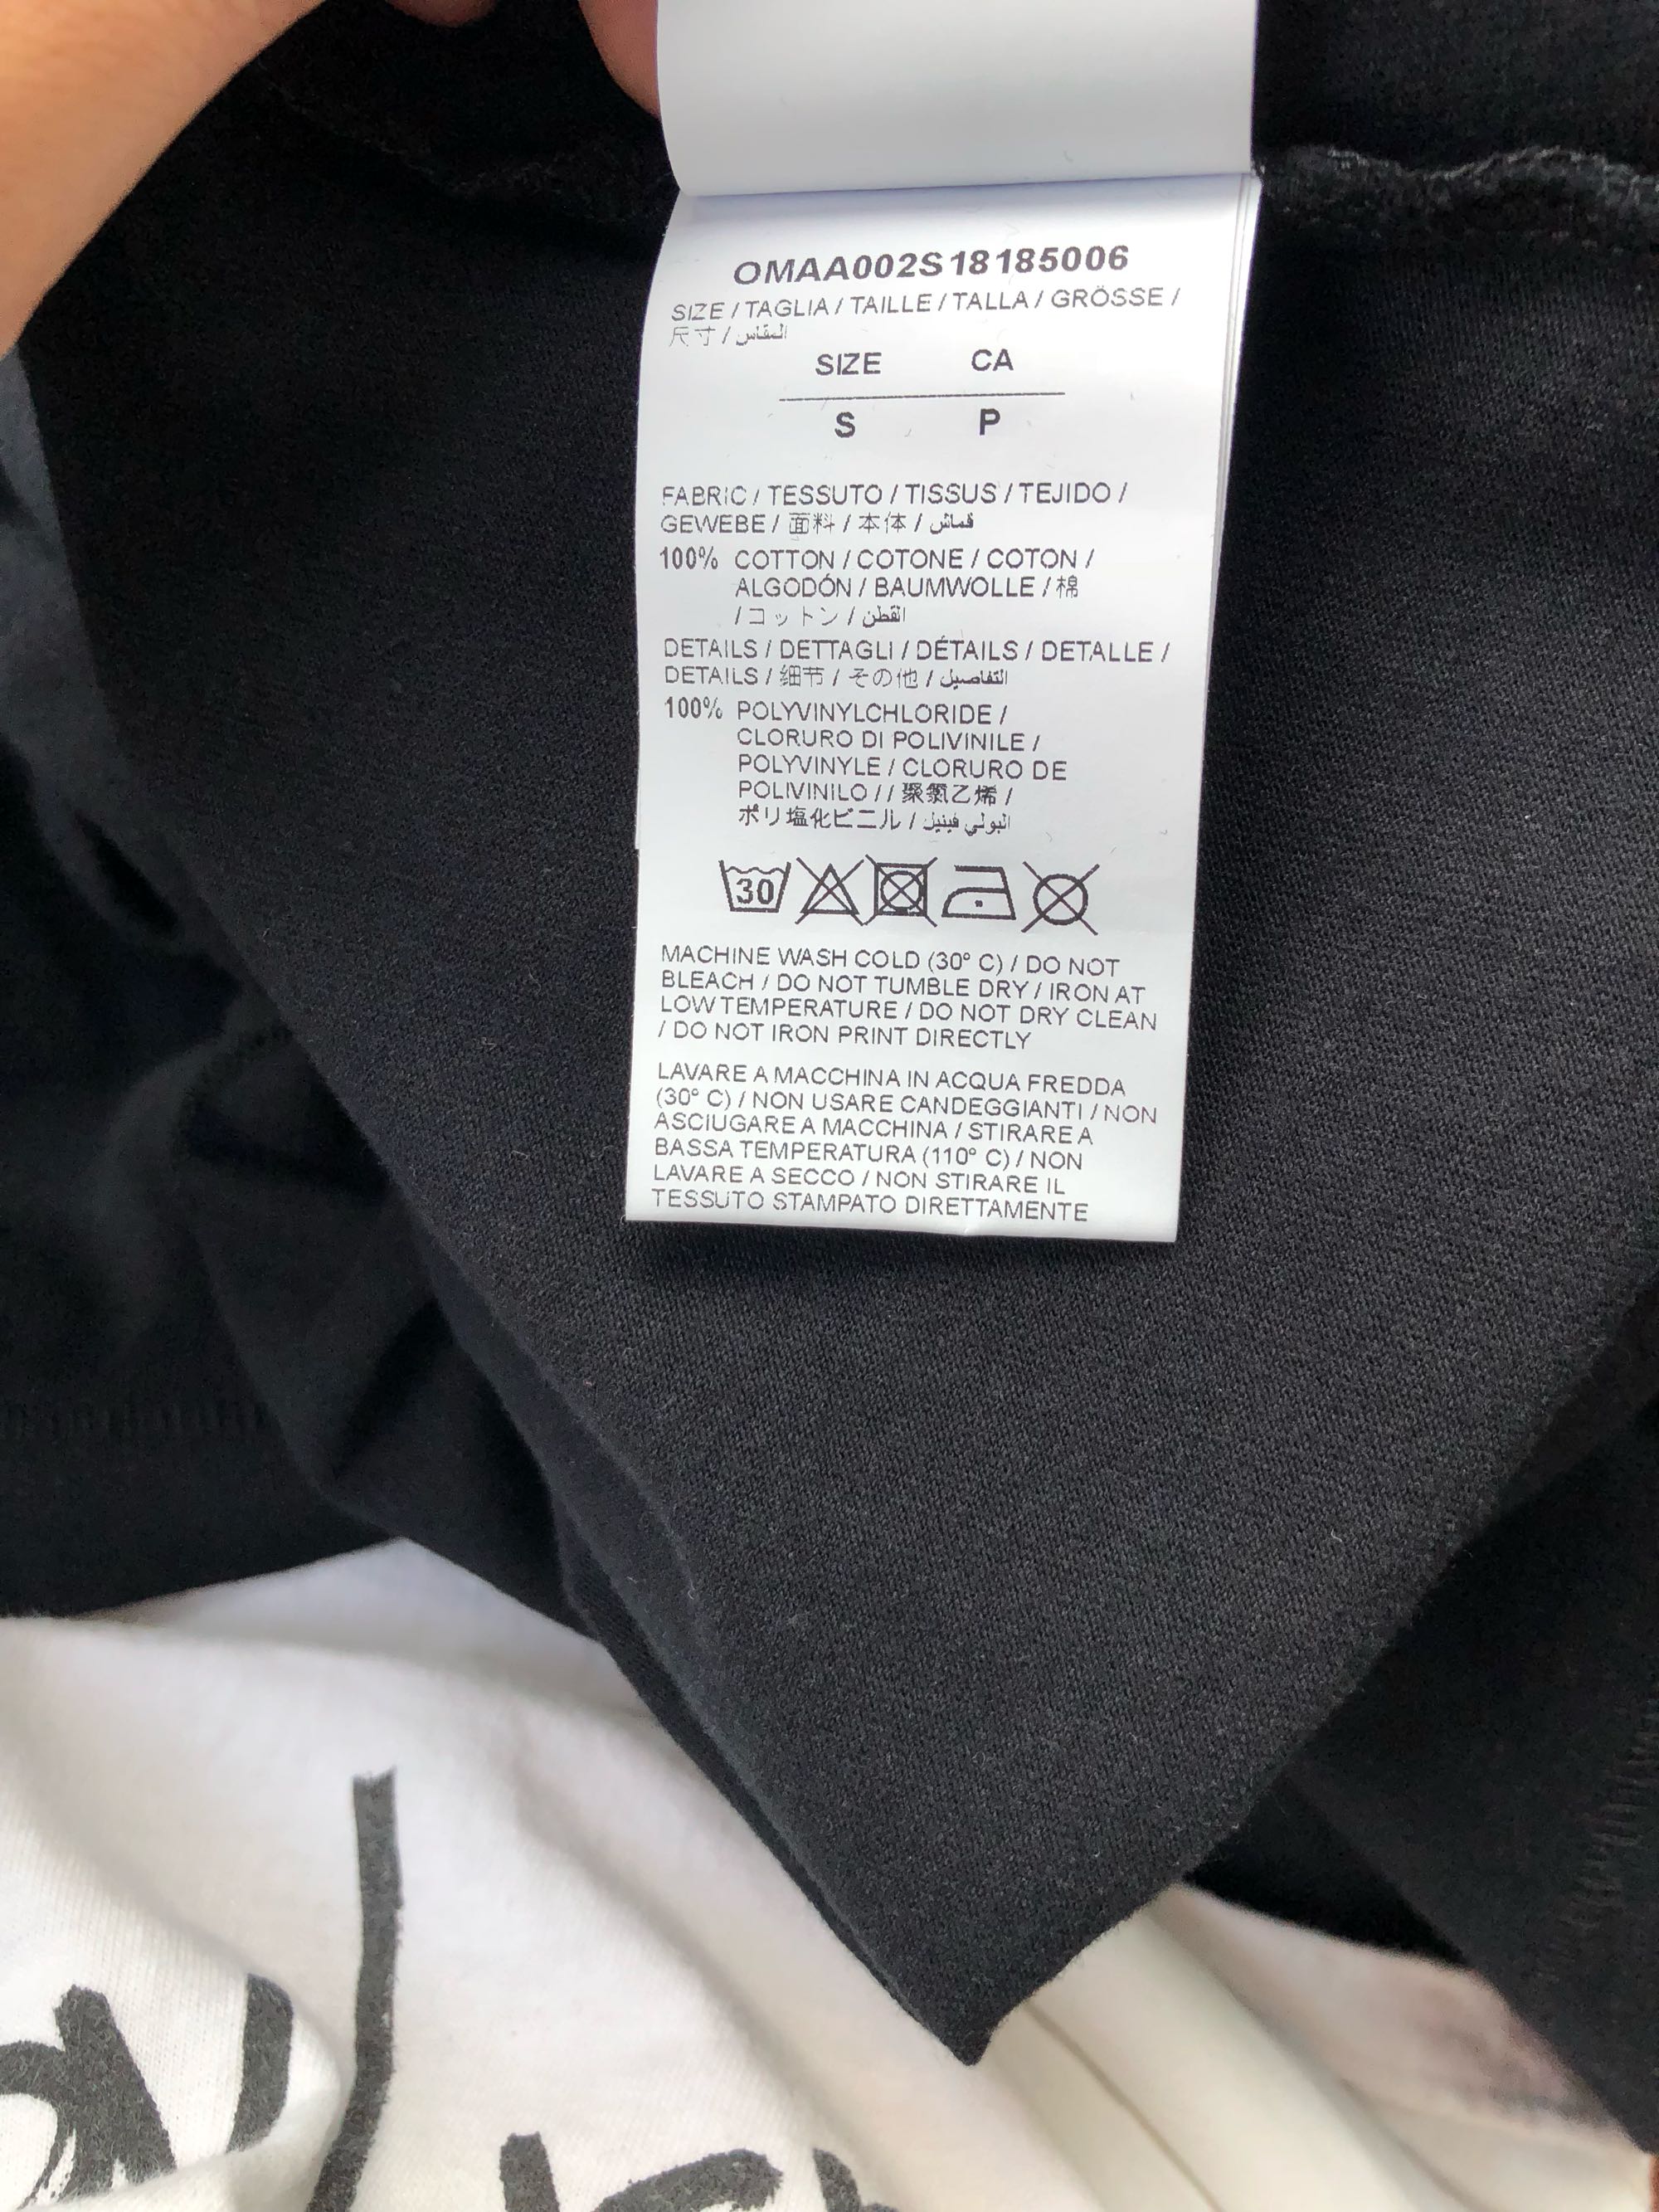 OMAA002S18185006
SIZE / TAGLIA / TAILLE / TALLA / GRÖSSE /
尺寸 / المقاس
SIZE CA
S P
FABRIC / TESSUTO / TISSUS / TEJIDO /
GEWEBE / 面料 / 本体 / قماش
100% COTTON / COTONE / COTON /
ALGODÓN / BAUMWOLLE / 棉
/ コットン / القطن
DETAILS / DETTAGLI / DÉTAILS / DETALLE /
DETAILS / 细节 / その他 / التفاصيل
100% POLYVINYLCHLORIDE /
CLORURO DI POLIVINILE /
POLYVINYLE / CLORURO DE
POLIVINILO / / 聚氯乙烯 /
ポリ塩化ビニル / البولي فينيل
30
MACHINE WASH COLD (30° C) / DO NOT
BLEACH / DO NOT TUMBLE DRY / IRON AT
LOW TEMPERATURE / DO NOT DRY CLEAN
/ DO NOT IRON PRINT DIRECTLY
LAVARE A MACCHINA IN ACQUA FREDDA
(30° C) / NON USARE CANDEGGIANTI / NON
ASCIUGARE A MACCHINA / STIRARE A
BASSA TEMPERATURA (110° C) / NON
LAVARE A SECCO / NON STIRARE IL
TESSUTO STAMPATO DIRETTAMENTE